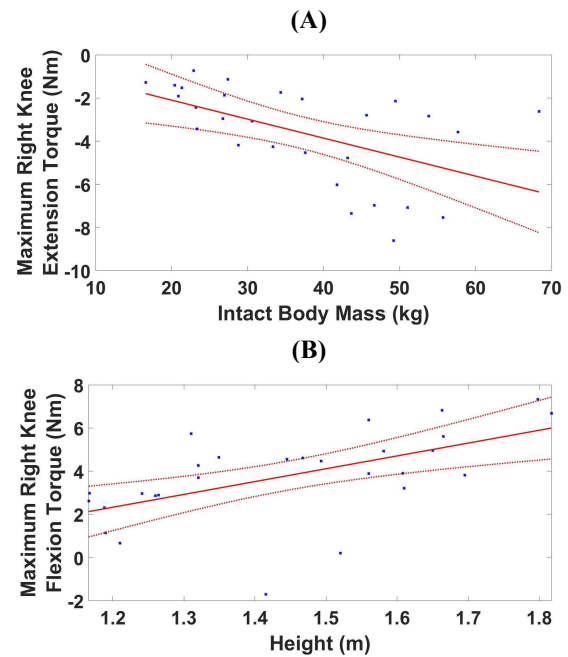 (A)
0
-2
-4
-6
-8
-10
Maximum Right Knee
Extension Torque (Nm)
10 20 30 40 50 60 70
Intact Body Mass (kg)
(B)
8
6
4
2
0
-2
Maximum Right Knee
Flexion Torque (Nm)
1.2 1.3 1.4 1.5 1.6 1.7 1.8
Height (m)